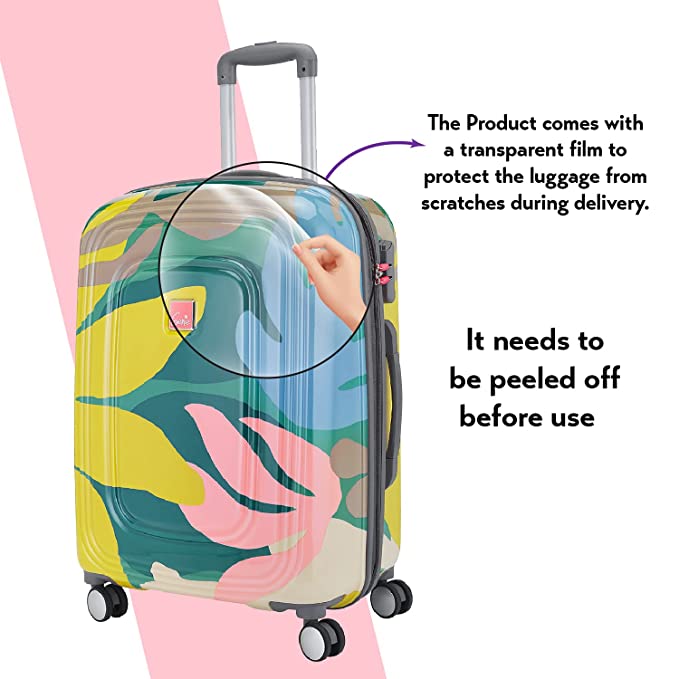 The Product comes with
a transparent film to
protect the luggage from
scratches during delivery.
It needs to
be peeled off
before use